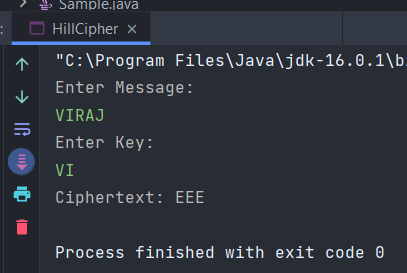 Sample.java
: HillCipher ×
"C:\Program Files\Java\jdk-16.0.1\b
Enter Message:
VIRAJ
Enter Key:
VI
Ciphertext: EEE
Process finished with exit code 0